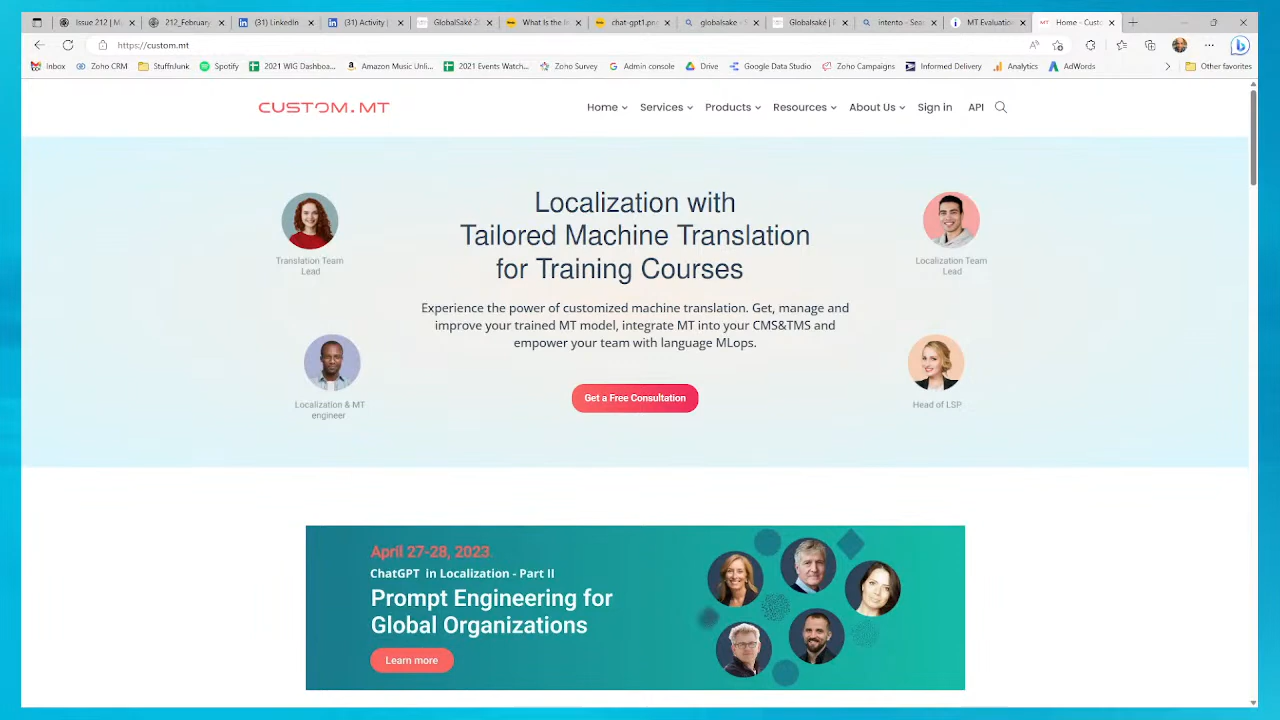 Issue 212 | M
212_February
(31) LinkedIn
(31) Activity |
GlobalSaké 20
What is the
chat-gpt1.pn
globalsake - S
Globalsaké |
intento - Sear
MT Evaluation
Home - Custo
https://custom.mt
Inbox
Zoho CRM
StuffnJunk
Spotify
2021 WIG Dashboa...
Amazon Music Unli...
2021 Events Watch...
Zoho Survey
Admin console
Drive
Google Data Studio
Zoho Campaigns
Informed Delivery
Analytics
AdWords
Other favorites
CUSTOM.MT
Home
Services
Products
Resources
About Us
Sign in
API
Localization with
Tailored Machine Translation
for Training Courses
Experience the power of customized machine translation. Get, manage and
improve your trained MT model, integrate MT into your CMS&TMS and
empower your team with language MLops.
Get a Free Consultation
Translation Team
Lead
Localization Team
Lead
Localization & MT
engineer
Head of LSP
April 27-28, 2023
ChatGPT in Localization - Part II
Prompt Engineering for
Global Organizations
Learn more